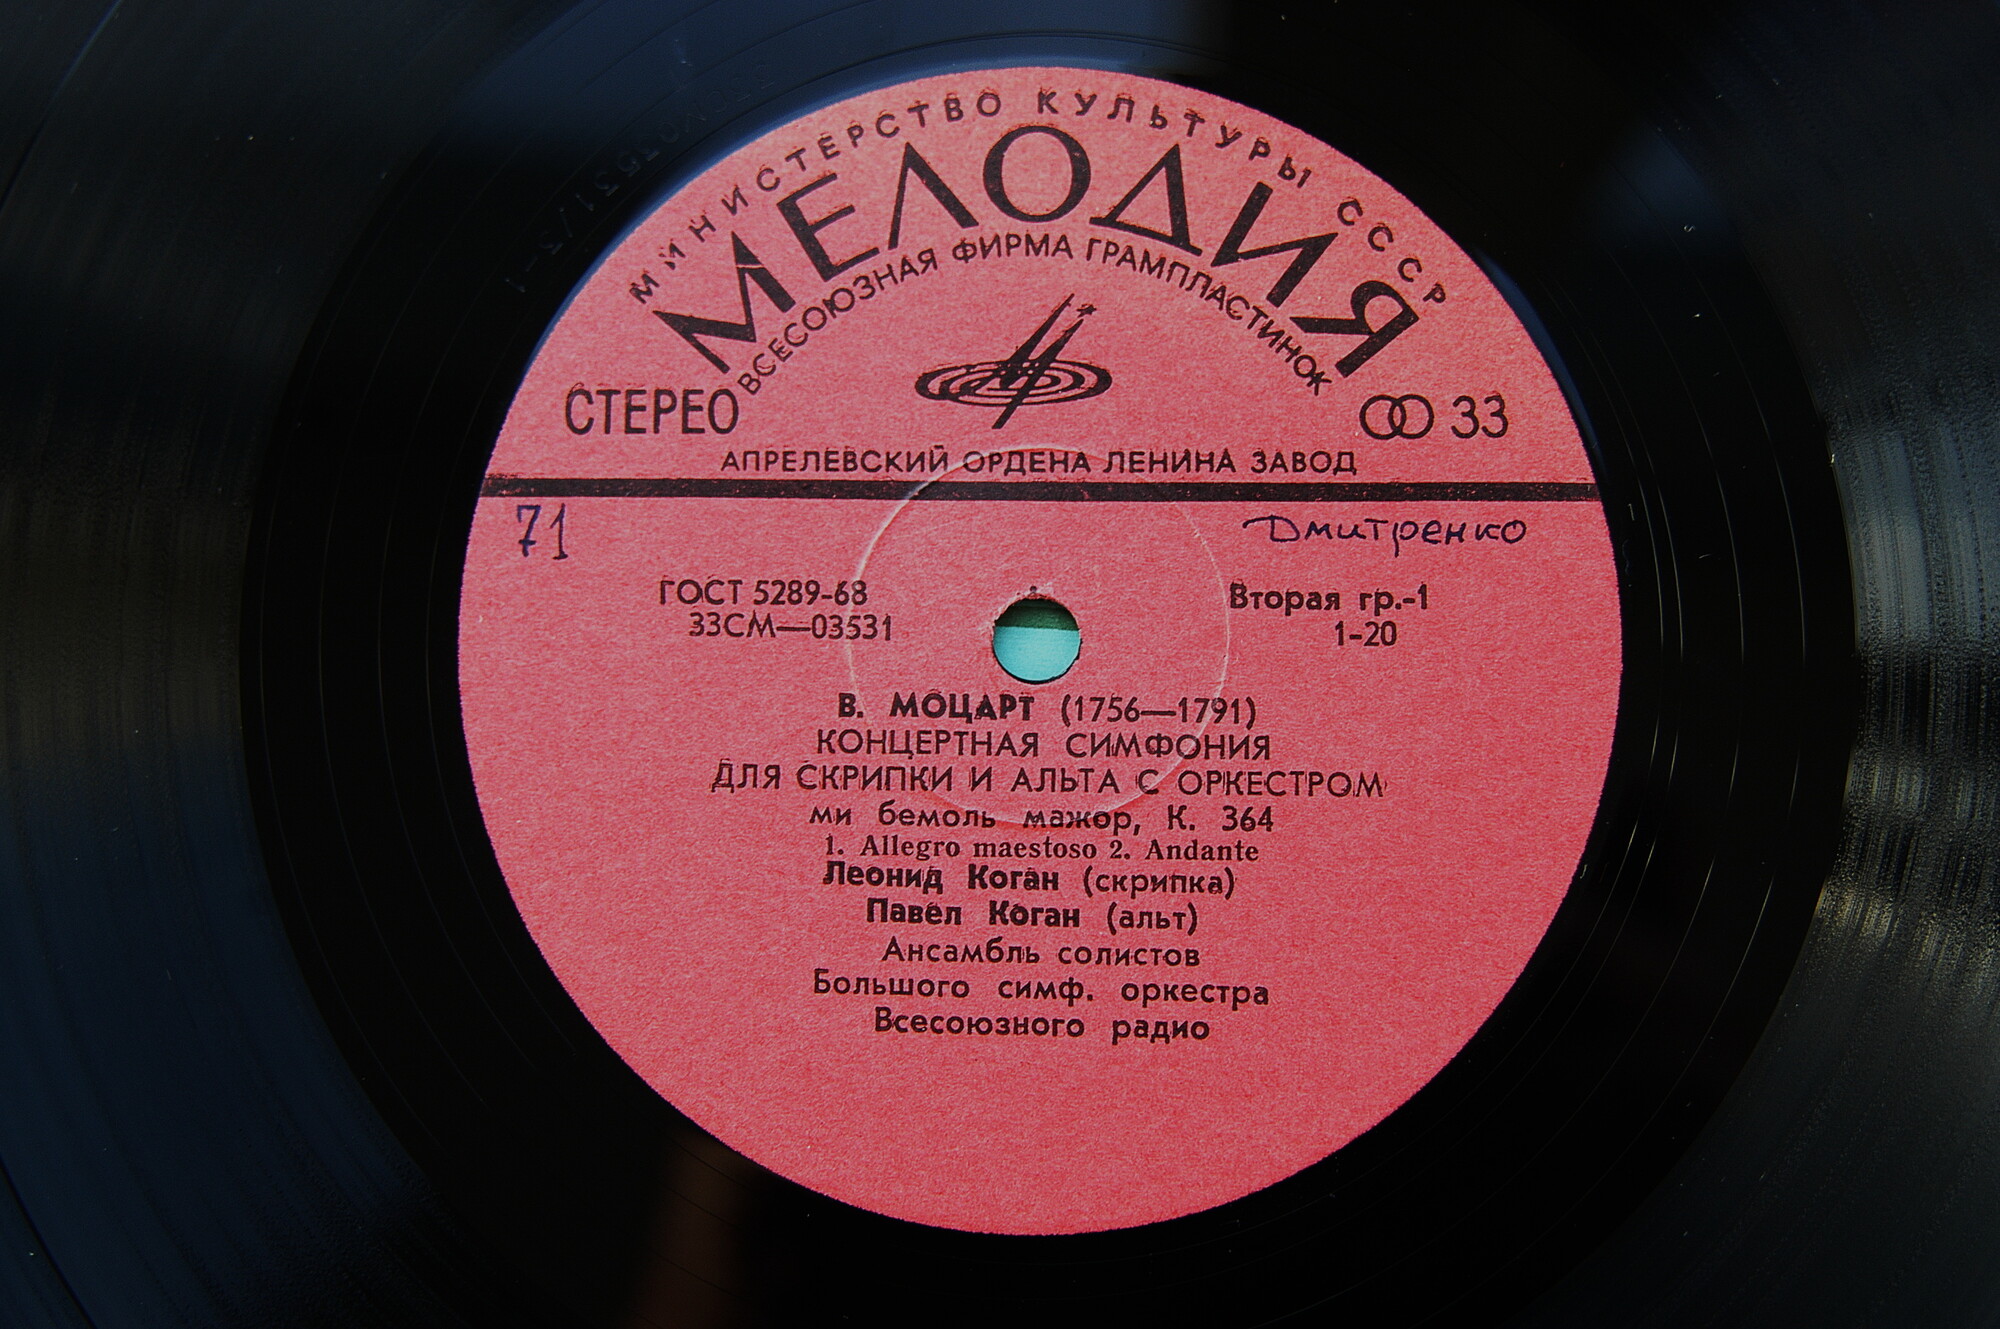 МИНИСТЕРСТВО КУЛЬТУРЫ СССР
МЕЛОДИЯ
ВСЕСОЮЗНАЯ ФИРМА ГРАМПЛАСТИНОК
СТЕРЕО
33
АПРЕЛЕВСКИЙ ОРДЕНА ЛЕНИНА ЗАВОД
71
Дмитренко
ГОСТ 5289-68
33СМ—03531
Вторая гр.-1
1-20
В. МОЦАРТ (1756—1791)
КОНЦЕРТНАЯ СИМФОНИЯ
ДЛЯ СКРИПКИ И АЛЬТА С ОРКЕСТРОМ
ми бемоль мажор, К. 364
1. Allegro maestoso 2. Andante
Леонид Коган (скрипка)
Павел Коган (альт)
Ансамбль солистов
Большого симф. оркестра
Всесоюзного радио